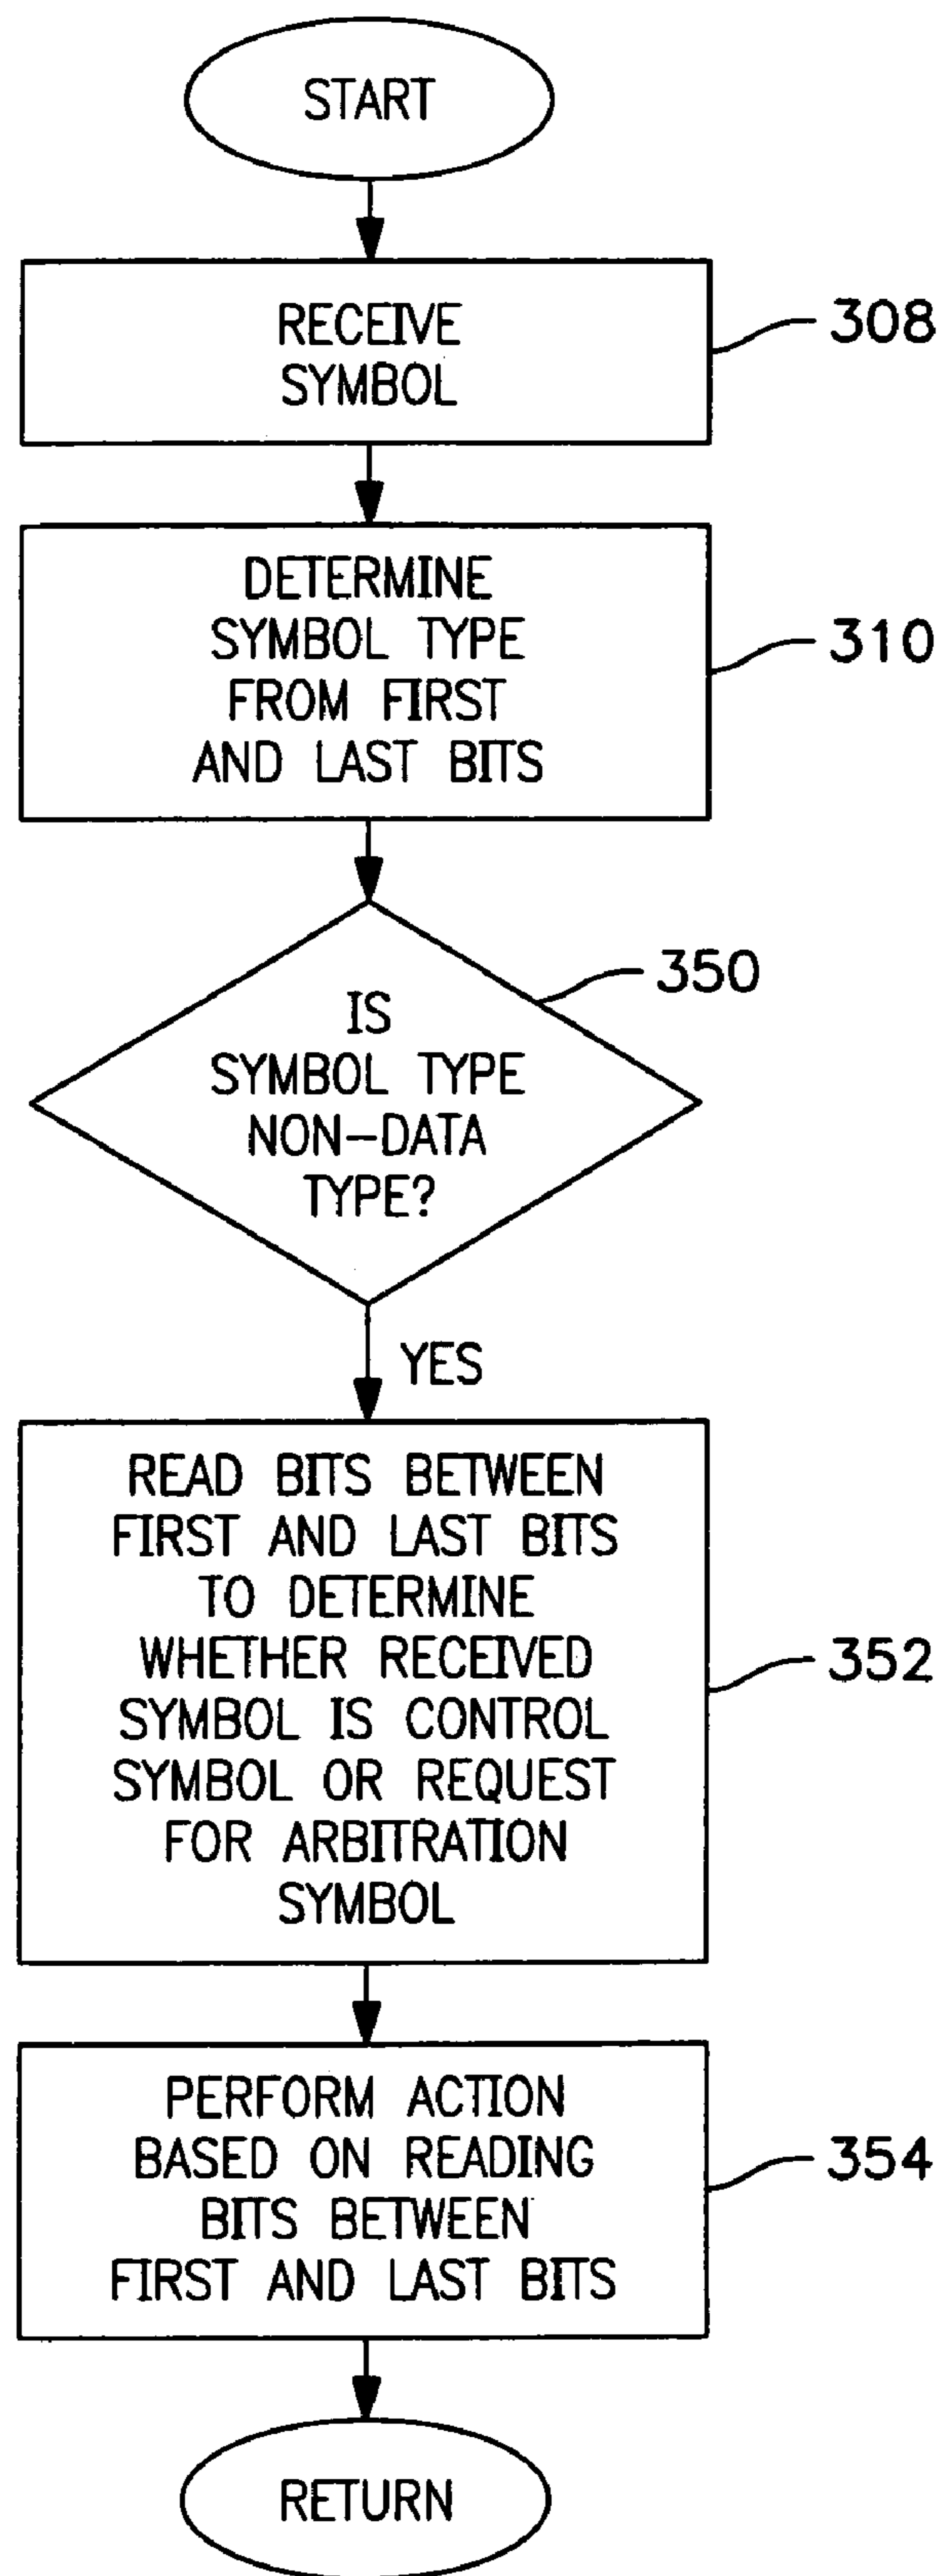 START
RECEIVE
SYMBOL
308
DETERMINE
SYMBOL TYPE
FROM FIRST
AND LAST BITS
310
IS
SYMBOL TYPE
NON-DATA
TYPE?
350
YES
READ BITS BETWEEN
FIRST AND LAST BITS
TO DETERMINE
WHETHER RECEIVED
SYMBOL IS CONTROL
SYMBOL OR REQUEST
FOR ARBITRATION
SYMBOL
352
PERFORM ACTION
BASED ON READING
BITS BETWEEN
FIRST AND LAST BITS
354
RETURN